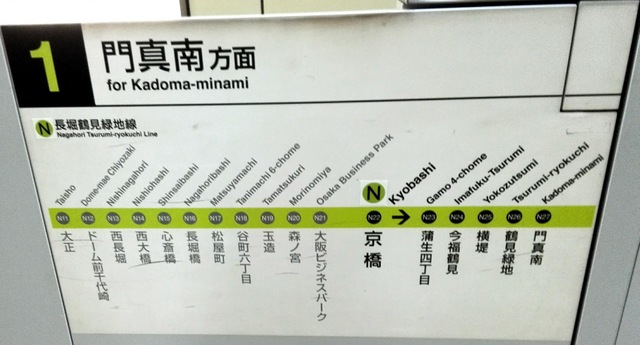 1
門真南方面
for Kadoma-minami
N 長堀鶴見緑地線
Nagahori Tsurumi-ryokuchi Line
Taisho
Dome-mae Chiyozaki
Nishinagahori
Nishiohashi
Shinsaibashi
Nagahoribashi
Matsuyamachi
Tanimachi 6-chome
Tamatsukuri
Morinomiya
Osaka Business Park
N
Kyobashi
Gamo 4-chome
Imafuku-Tsurumi
Yokozutsumi
Tsurumi-ryokuchi
Kadoma-minami
N11 N12 N13 N14 N15 N16 N17 N18 N19 N20 N21 N22 → N23 N24 N25 N26 N27
大正
ドーム前千代崎
西長堀
西大橋
心斎橋
長堀橋
松屋町
谷町六丁目
玉造
森ノ宮
大阪ビジネスパーク
京橋
蒲生四丁目
今福鶴見
横堤
鶴見緑地
門真南